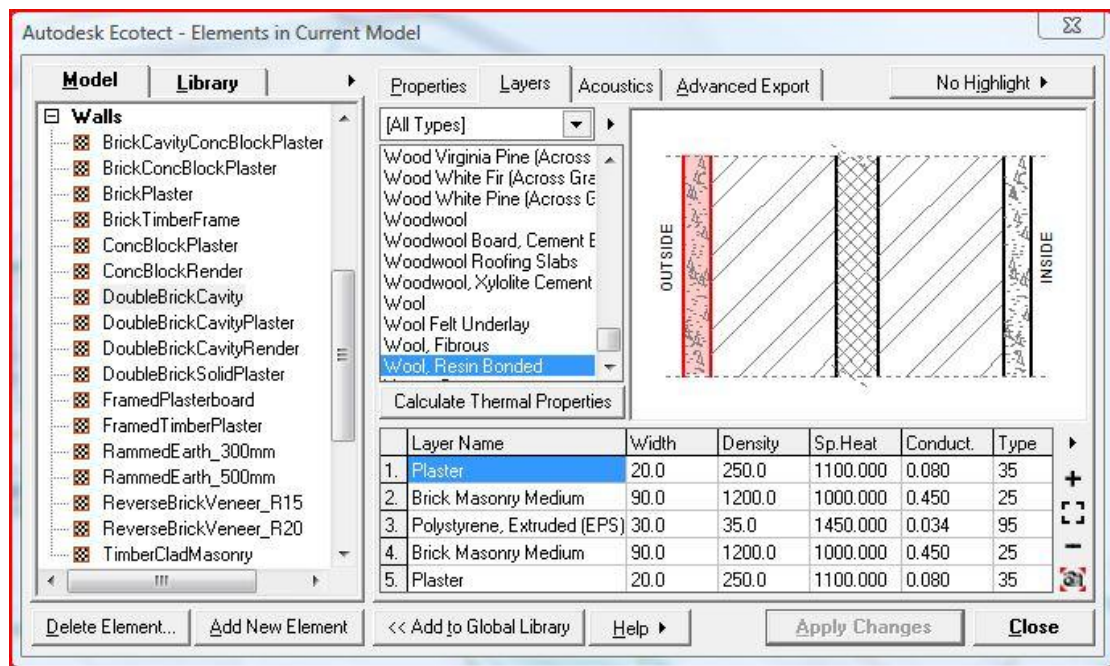 Autodesk Ecotect - Elements in Current Model
Model Library
Properties Layers Acoustics Advanced Export No Highlight
Walls
BrickCavityConcBlockPlaster
BrickConcBlockPlaster
BrickPlaster
BrickTimberFrame
ConcBlockPlaster
ConcBlockRender
DoubleBrickCavity
DoubleBrickCavityPlaster
DoubleBrickCavityRender
DoubleBrickSolidPlaster
FramedPlasterboard
FramedTimberPlaster
RammedEarth_300mm
RammedEarth_500mm
ReverseBrickVeneer_R15
ReverseBrickVeneer_R20
TimberCladMasonry
[All Types]
Wood Virginia Pine (Across
Wood White Fir (Across Gra
Wood White Pine (Across G
Woodwool
Woodwool Board, Cement B
Woodwool Roofing Slabs
Woodwool, Xylolite Cement
Wool
Wool Felt Underlay
Wool, Fibrous
Wool, Resin Bonded
Calculate Thermal Properties
OUTSIDE
INSIDE
Layer Name Width Density Sp.Heat Conduct. Type
1. Plaster 20.0 250.0 1100.000 0.080 35
2. Brick Masonry Medium 90.0 1200.0 1000.000 0.450 25
3. Polystyrene, Extruded (EPS) 30.0 35.0 1450.000 0.034 95
4. Brick Masonry Medium 90.0 1200.0 1000.000 0.450 25
5. Plaster 20.0 250.0 1100.000 0.080 35
Delete Element... Add New Element << Add to Global Library Help Apply Changes Close